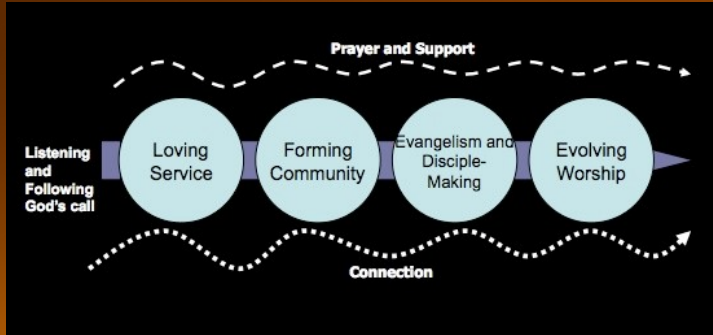 Prayer and Support
Listening
and
Following
God's call
Loving
Service
Forming
Community
Evangelism and
Disciple-
Making
Evolving
Worship
Connection